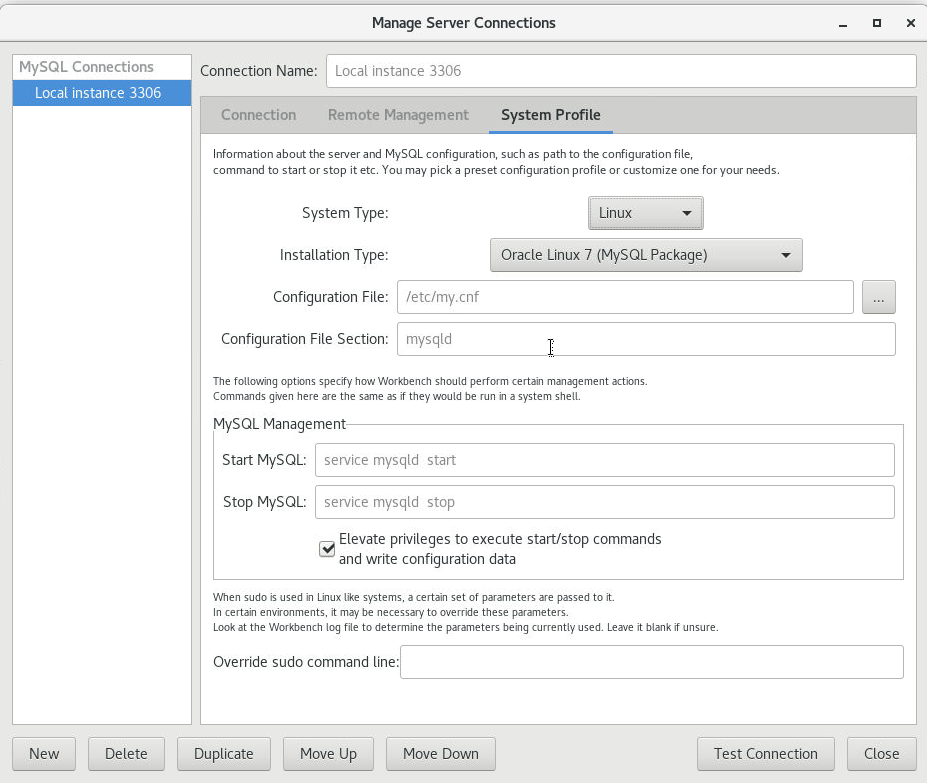 Manage Server Connections
MySQL Connections
Local instance 3306
Connection Name: Local instance 3306
Connection Remote Management System Profile
Information about the server and MySQL configuration, such as path to the configuration file,
command to start or stop it etc. You may pick a preset configuration profile or customize one for your needs.
System Type: Linux
Installation Type: Oracle Linux 7 (MySQL Package)
Configuration File: /etc/my.cnf ...
Configuration File Section: mysqld
The following options specify how Workbench should perform certain management actions.
Commands given here are the same as if they would be run in a system shell.
MySQL Management
Start MySQL: service mysqld  start
Stop MySQL: service mysqld  stop
Elevate privileges to execute start/stop commands
and write configuration data
When sudo is used in Linux like systems, a certain set of parameters are passed to it.
In certain environments, it may be necessary to override these parameters.
Look at the Workbench log file to determine the parameters being currently used. Leave it blank if unsure.
Override sudo command line:
New Delete Duplicate Move Up Move Down Test Connection Close